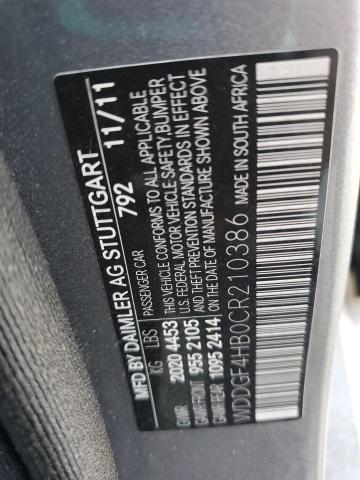 MFD BY DAIMLER AG STUTTGART
792 11/11
PASSENGER CAR
KG LBS
GWR 2020 4453
GAWR FRONT 955 2105
GAWR REAR 1095 2414
THIS VEHICLE CONFORMS TO ALL APPLICABLE
U.S. FEDERAL MOTOR VEHICLE SAFETY,BUMPER
AND THEFT PREVENTION STANDARDS IN EFFECT
ON THE DATE OF MANUFACTURE SHOWN ABOVE
WDDGF4HB0CR210386 MADE IN SOUTH AFRICA